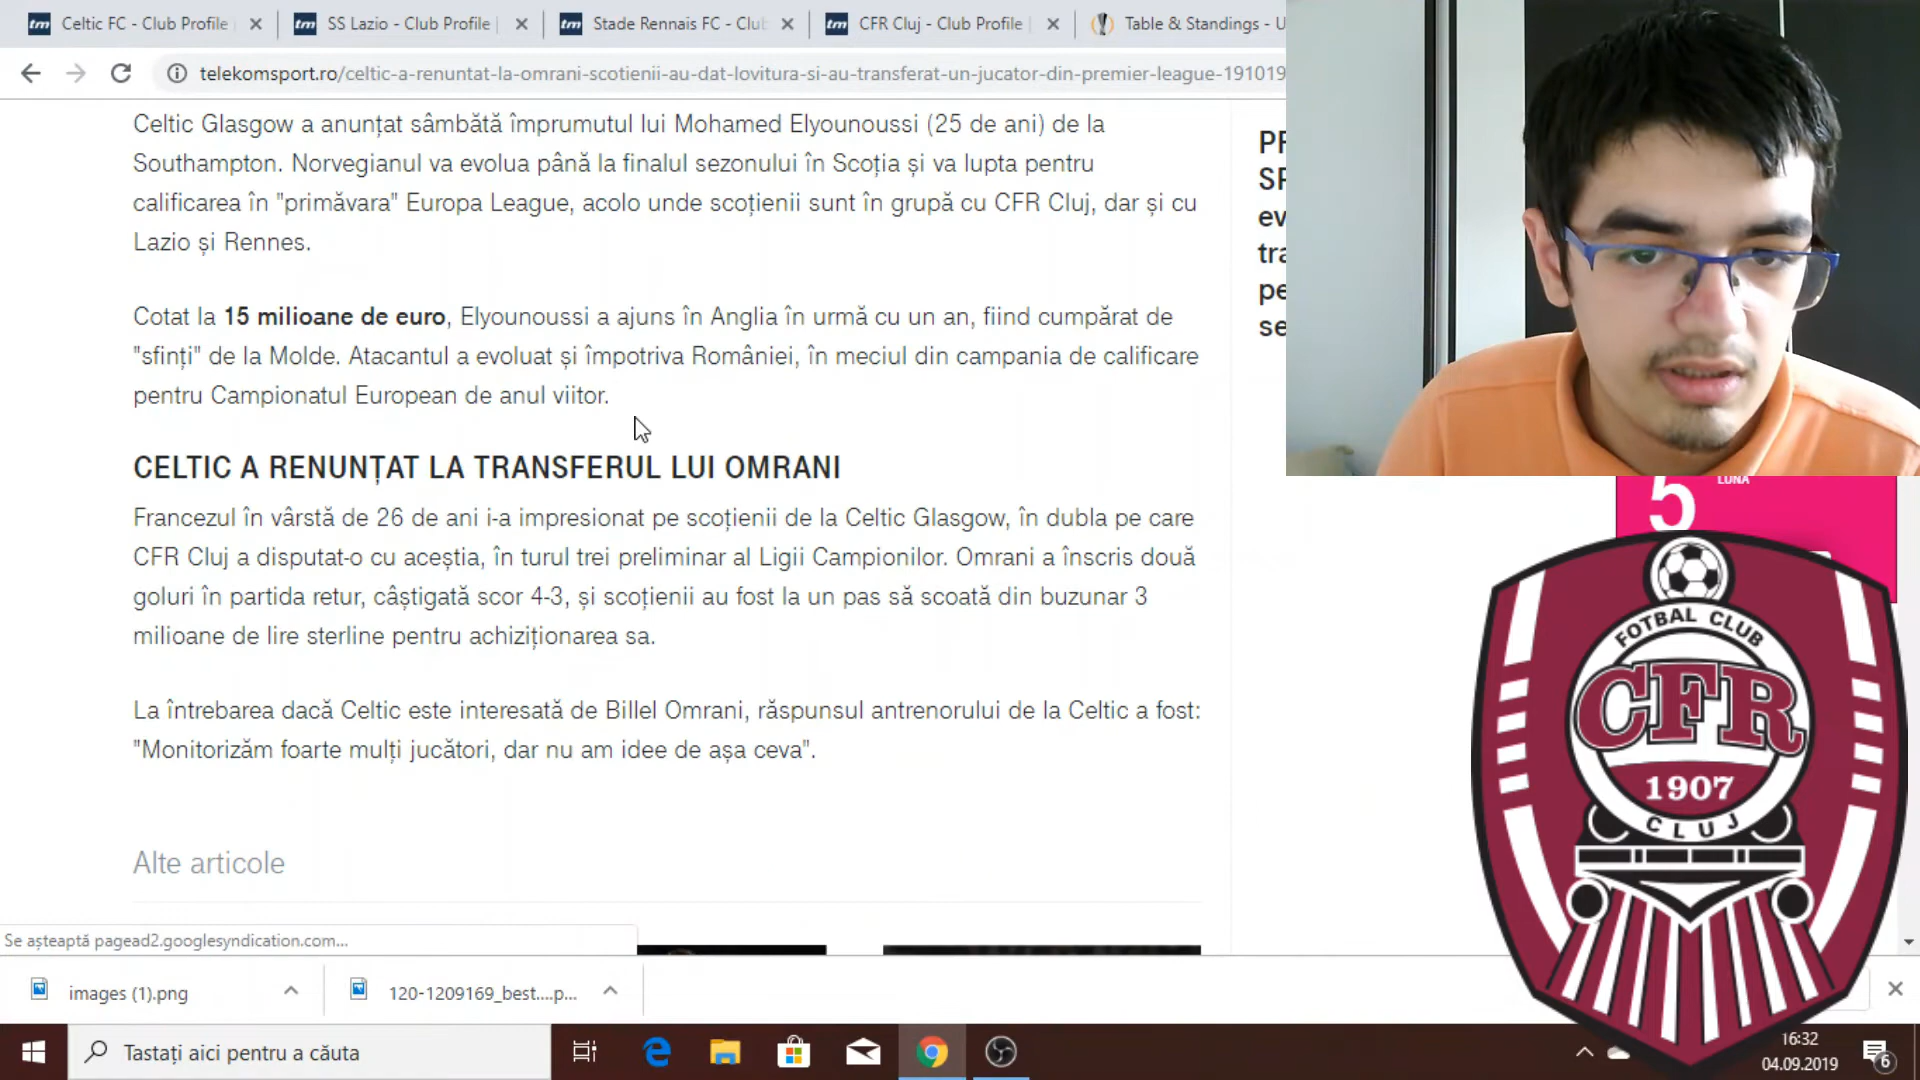 Celtic FC - Club Profile
SS Lazio - Club Profile
Stade Rennais FC - Club
CFR Cluj - Club Profile
Table & Standings - U
telekomsport.ro/celtic-a-renuntat-la-omrani-scotienii-au-dat-lovitura-si-au-transferat-un-jucator-din-premier-league-191019
Celtic Glasgow a anunțat sâmbătă împrumutul lui Mohamed Elyounoussi (25 de ani) de la
Southampton. Norvegianul va evolua până la finalul sezonului în Scoția și va lupta pentru
calificarea în "primăvara" Europa League, acolo unde scoțienii sunt în grupă cu CFR Cluj, dar și cu
Lazio și Rennes.
Cotat la 15 milioane de euro, Elyounoussi a ajuns în Anglia în urmă cu un an, fiind cumpărat de
"sfinți" de la Molde. Atacantul a evoluat și împotriva României, în meciul din campania de calificare
pentru Campionatul European de anul viitor.
CELTIC A RENUNȚAT LA TRANSFERUL LUI OMRANI
Francezul în vârstă de 26 de ani i-a impresionat pe scoțienii de la Celtic Glasgow, în dubla pe care
CFR Cluj a disputat-o cu aceștia, în turul trei preliminar al Ligii Campionilor. Omrani a înscris două
goluri în partida retur, câștigată scor 4-3, și scoțienii au fost la un pas să scoată din buzunar 3
milioane de lire sterline pentru achiziționarea sa.
La întrebarea dacă Celtic este interesată de Billel Omrani, răspunsul antrenorului de la Celtic a fost:
"Monitorizăm foarte mulți jucători, dar nu am idee de așa ceva".
Alte articole
5
LUNA
FOTBAL CLUB
CFR
1907
CLUJ
Se așteaptă pagead2.googlesyndication.com...
images (1).png
120-1209169_best....p...
Tastați aici pentru a căuta
16:32
04.09.2019
6